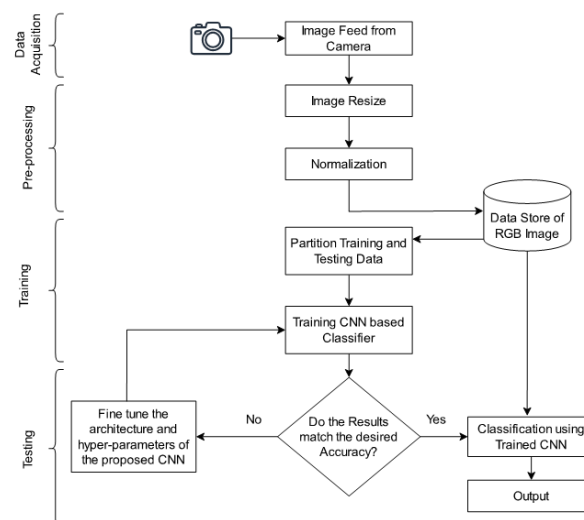 Data
Acquisition
Image Feed from
Camera
Pre-processing
Image Resize
Normalization
Data Store of
RGB Image
Training
Partition Training and
Testing Data
Training CNN based
Classifier
Testing
Fine tune the
architecture and
hyper-parameters of
the proposed CNN
No
Do the Results
match the desired
Accuracy?
Yes
Classification using
Trained CNN
Output